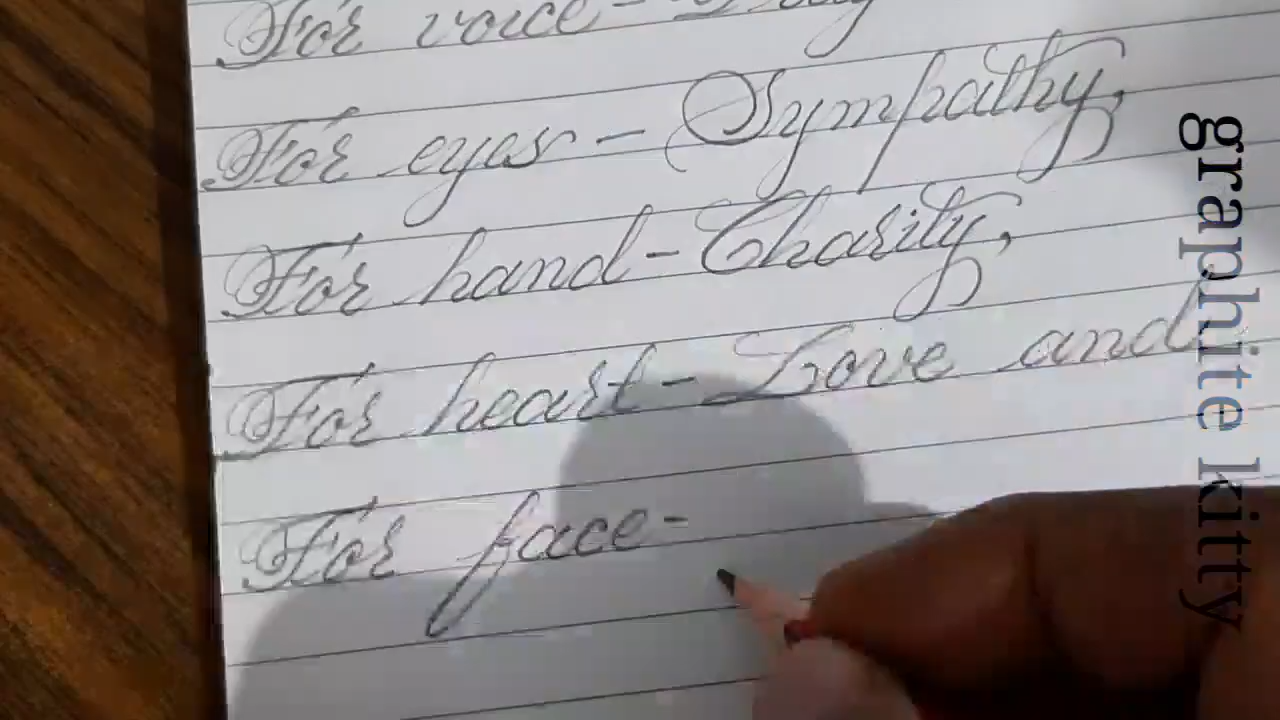 For voice -
For eyes - Sympathy,
For hand - Charity,
For heart - Love and
For face -
graphite kitty